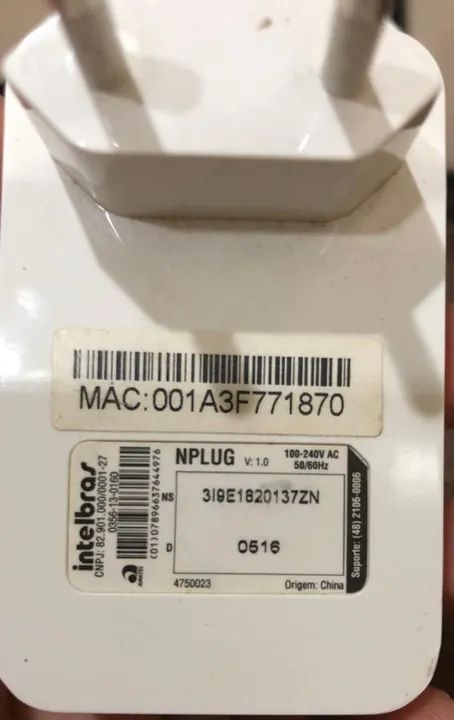 MAC:001A3F771870
intelbras
CNPJ: 82.901.000/0001-27
0356-13-0160
(01)07896637644976
NPLUG V: 1.0
100-240V AC
50/60Hz
NS 3I9E1820137ZN
D 0516
4750023
Origem: China
Suporte: (48) 2106-0006